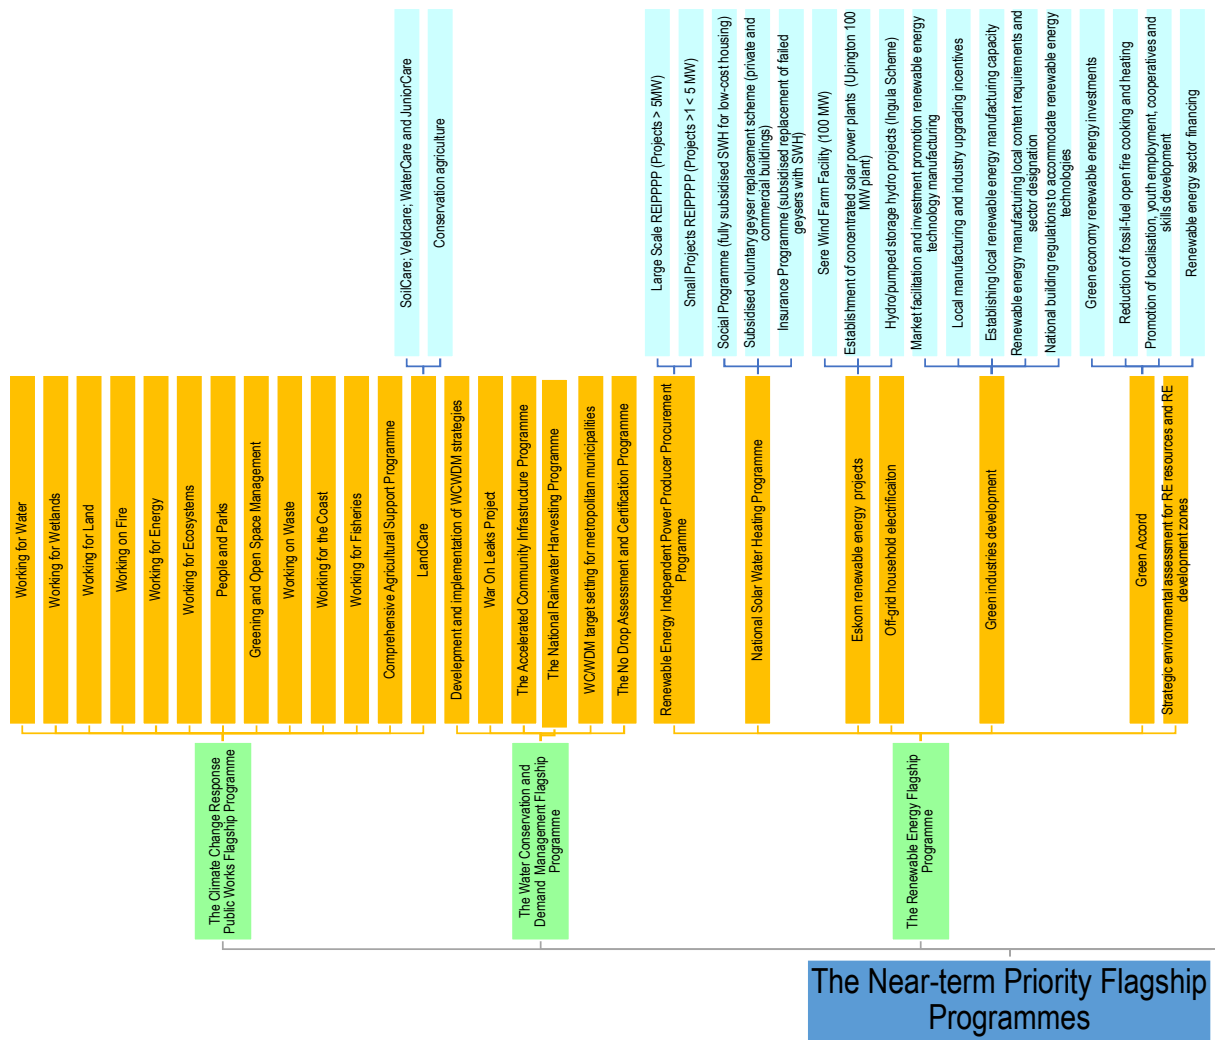 SoilCare; Veldcare; WaterCare and JuniorCare
Conservation agriculture
Large Scale REIPPPP (Projects > 5MW)
Small Projects REIPPPP (Projects >1 < 5 MW)
Social Programme (fully subsidised SWH for low-cost housing)
Subsidised voluntary geyser replacement scheme (private and
commercial buildings)
Insurance Programme (subsidised replacement of failed
geysers with SWH)
Sere Wind Farm Facility (100 MW)
Establishment of concentrated solar power plants (Upington 100
MW plant)
Hydro/pumped storage hydro projects (Ingula Scheme)
Market facilitation and investment promotion renewable energy
technology manufacturing
Local manufacturing and industry upgrading incentives
Establishing local renewable energy manufacturing capacity
Renewable energy manufacturing local content requirements and
sector designation
National building regulations to accommodate renewable energy
technologies
Green economy renewable energy investments
Reduction of fossil-fuel open fire cooking and heating
Promotion of localisation, youth employment, cooperatives and
skills development
Renewable energy sector financing
Working for Water
Working for Wetlands
Working for Land
Working on Fire
Working for Energy
Working for Ecosystems
People and Parks
Greening and Open Space Management
Working on Waste
Working for the Coast
Working for Fisheries
Comprehensive Agricultural Support Programme
LandCare
Develepment and implementation of WCWDM strategies
War On Leaks Project
The Accelerated Community Infrastructure Programme
The National Rainwater Harvesting Programme
WC/WDM target setting for metropolitan municipalities
The No Drop Assessment and Certification Programme
Renewable Energy Independent Power Producer Procurement
Programme
National Solar Water Heating Programme
Eskom renewable energy projects
Off-grid household electrificaiton
Green industries development
Green Accord
Strategic environmental assessment for RE resources and RE
development zones
The Climate Change Response
Public Works Flagship Programme
The Water Conservation and
Demand Management Flagship
Programme
The Renewable Energy Flagship
Programme
The Near-term Priority Flagship
Programmes